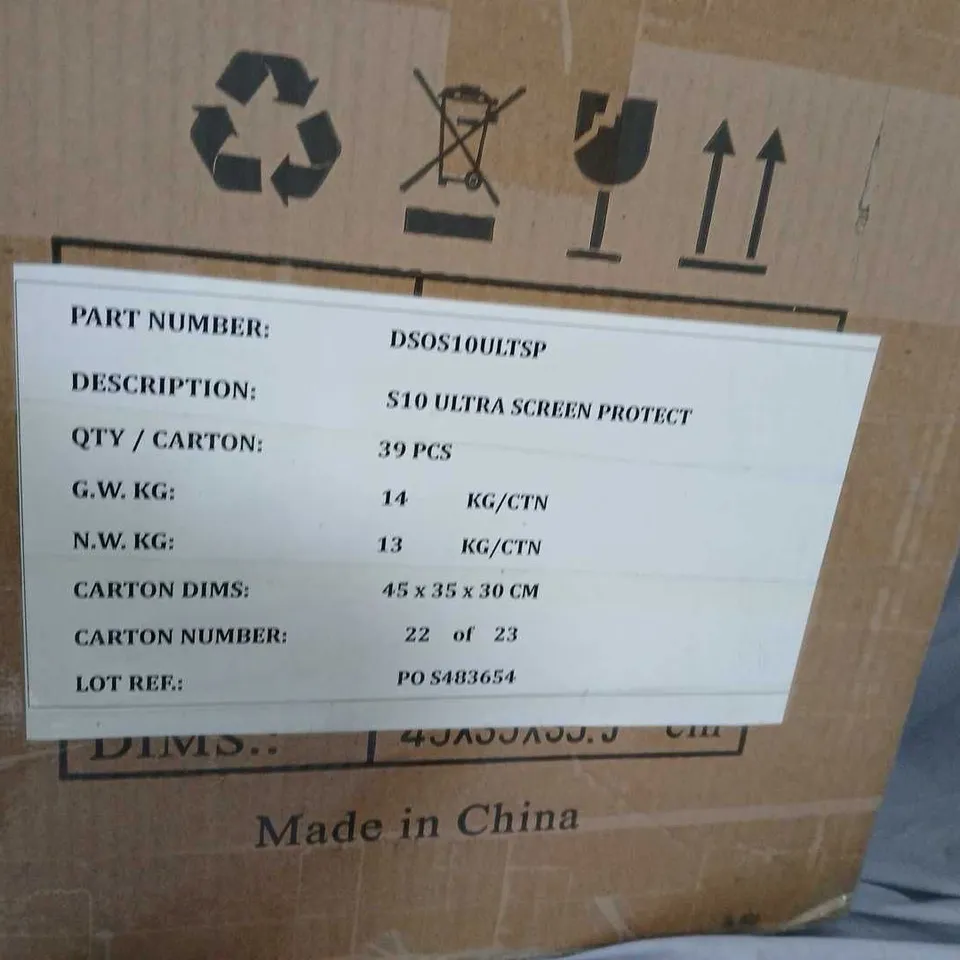 PART NUMBER: DSOS10ULTSP
DESCRIPTION: S10 ULTRA SCREEN PROTECT
QTY / CARTON: 39 PCS
G.W. KG: 14 KG/CTN
N.W. KG: 13 KG/CTN
CARTON DIMS: 45 x 35 x 30 CM
CARTON NUMBER: 22 of 23
LOT REF.: PO S483654
DIMS.: cm
Made in China